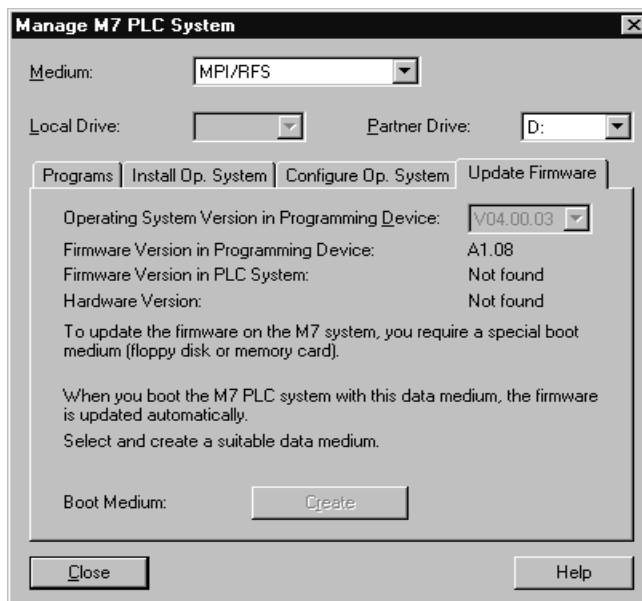 Manage M7 PLC System
Medium: MPI/RFS
Local Drive: Partner Drive: D:
Programs Install Op. System Configure Op. System Update Firmware
Operating System Version in Programming Device: V04.00.03
Firmware Version in Programming Device: A1.08
Firmware Version in PLC System: Not found
Hardware Version: Not found
To update the firmware on the M7 system, you require a special boot
medium (floppy disk or memory card).
When you boot the M7 PLC system with this data medium, the firmware
is updated automatically.
Select and create a suitable data medium.
Boot Medium: Create
Close Help